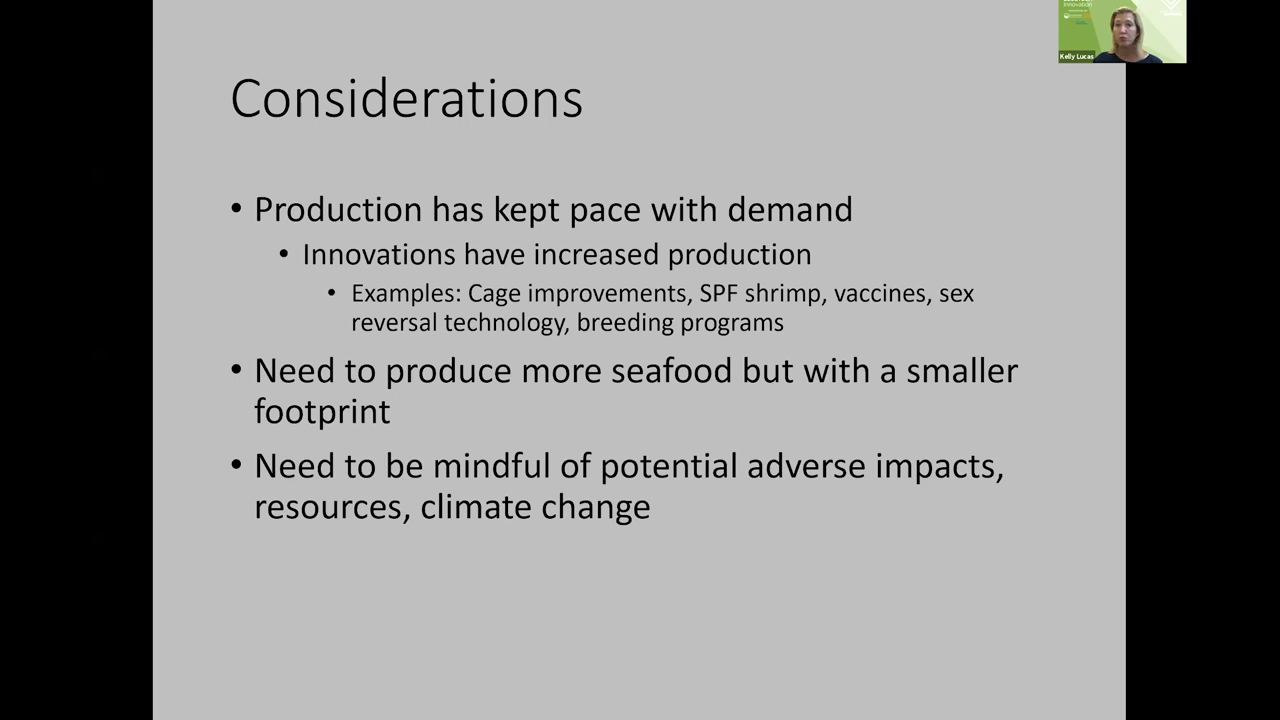 Kelly Lucas
Considerations
• Production has kept pace with demand
• Innovations have increased production
• Examples: Cage improvements, SPF shrimp, vaccines, sex
reversal technology, breeding programs
• Need to produce more seafood but with a smaller
footprint
• Need to be mindful of potential adverse impacts,
resources, climate change